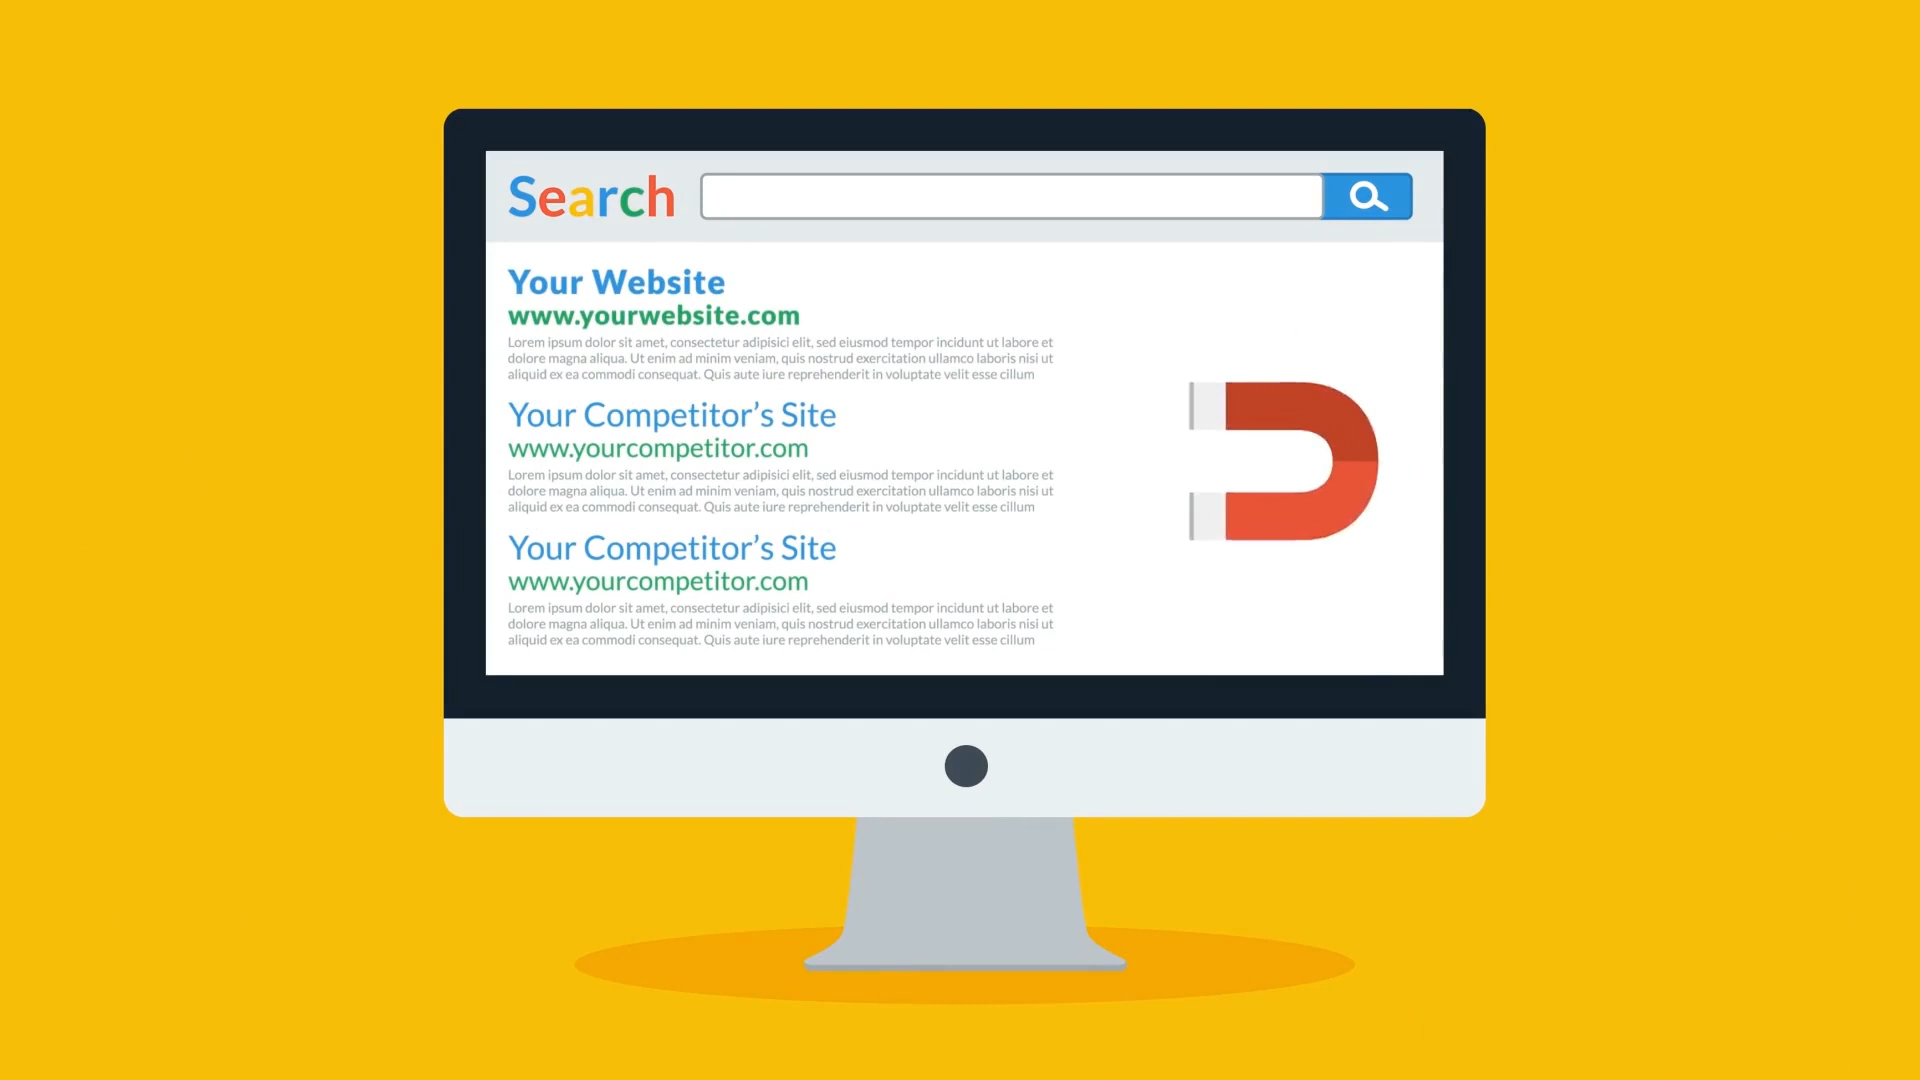 Search
Your Website
www.yourwebsite.com
Lorem ipsum dolor sit amet, consectetur adipisici elit, sed eiusmod tempor incidunt ut labore et
dolore magna aliqua. Ut enim ad minim veniam, quis nostrud exercitation ullamco laboris nisi ut
aliquid ex ea commodi consequat. Quis aute iure reprehenderit in voluptate velit esse cillum
Your Competitor’s Site
www.yourcompetitor.com
Lorem ipsum dolor sit amet, consectetur adipisici elit, sed eiusmod tempor incidunt ut labore et
dolore magna aliqua. Ut enim ad minim veniam, quis nostrud exercitation ullamco laboris nisi ut
aliquid ex ea commodi consequat. Quis aute iure reprehenderit in voluptate velit esse cillum
Your Competitor’s Site
www.yourcompetitor.com
Lorem ipsum dolor sit amet, consectetur adipisici elit, sed eiusmod tempor incidunt ut labore et
dolore magna aliqua. Ut enim ad minim veniam, quis nostrud exercitation ullamco laboris nisi ut
aliquid ex ea commodi consequat. Quis aute iure reprehenderit in voluptate velit esse cillum